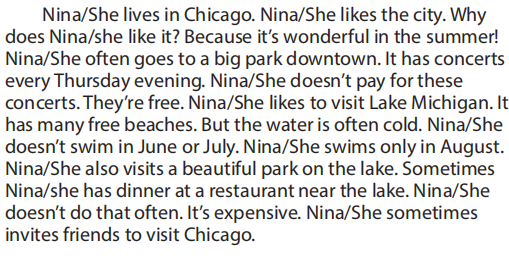 Nina/She lives in Chicago. Nina/She likes the city. Why
does Nina/she like it? Because it’s wonderful in the summer!
Nina/She often goes to a big park downtown. It has concerts
every Thursday evening. Nina/She doesn’t pay for these
concerts. They’re free. Nina/She likes to visit Lake Michigan. It
has many free beaches. But the water is often cold. Nina/She
doesn’t swim in June or July. Nina/She swims only in August.
Nina/She also visits a beautiful park on the lake. Sometimes
Nina/she has dinner at a restaurant near the lake. Nina/She
doesn’t do that often. It’s expensive. Nina/She sometimes
invites friends to visit Chicago.